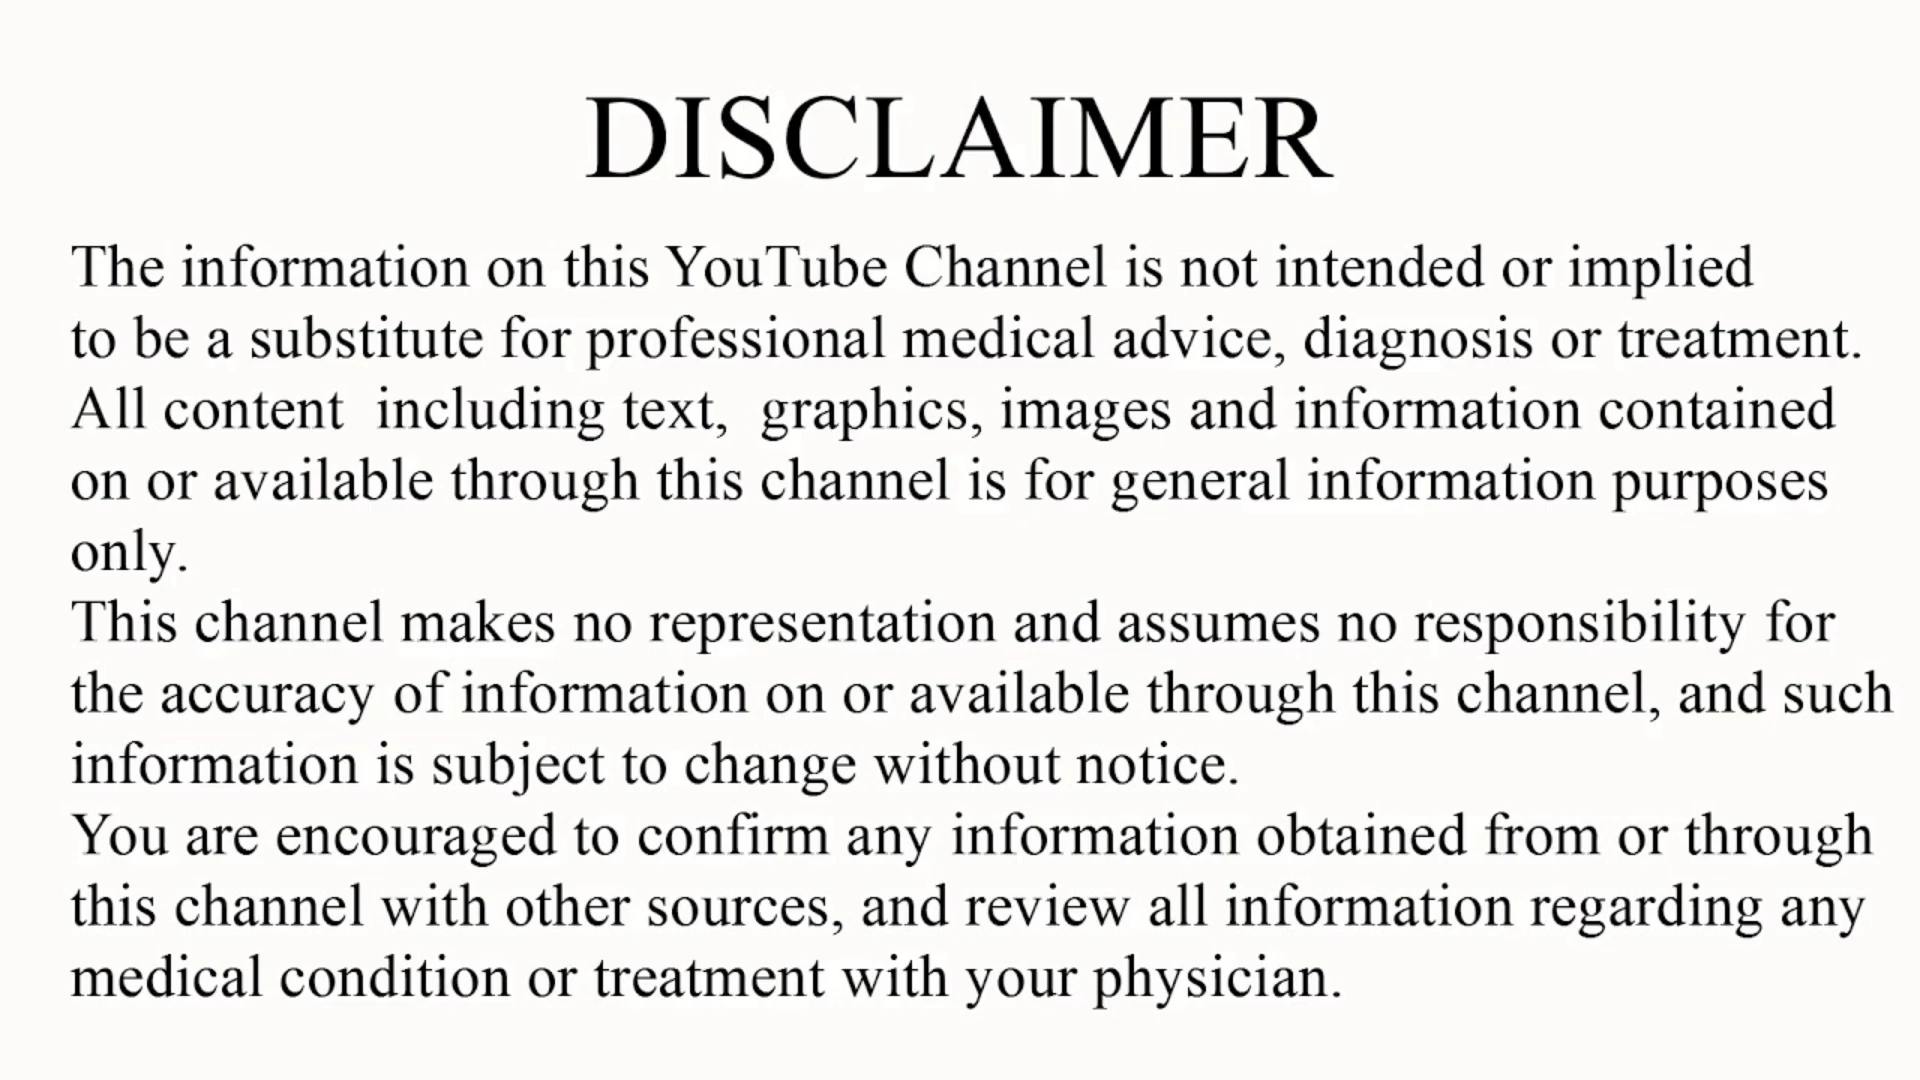 DISCLAIMER
The information on this YouTube Channel is not intended or implied
to be a substitute for professional medical advice, diagnosis or treatment.
All content  including text,  graphics, images and information contained
on or available through this channel is for general information purposes
only.
This channel makes no representation and assumes no responsibility for
the accuracy of information on or available through this channel, and such
information is subject to change without notice.
You are encouraged to confirm any information obtained from or through
this channel with other sources, and review all information regarding any
medical condition or treatment with your physician.